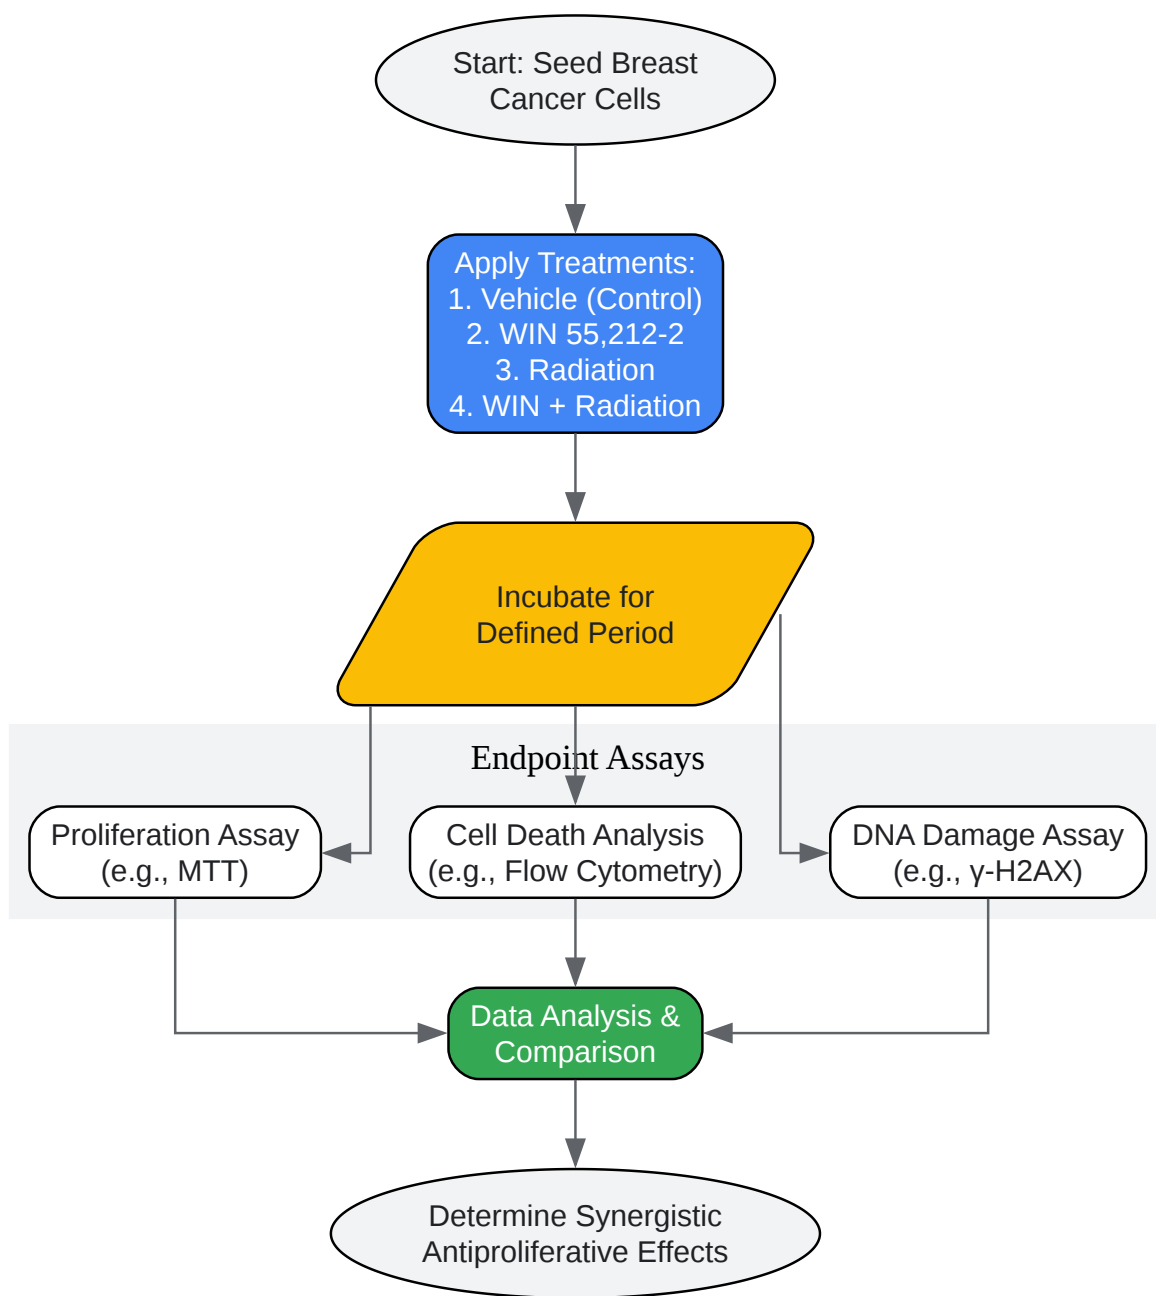 Start: Seed Breast
Cancer Cells
Apply Treatments:
1. Vehicle (Control)
2. WIN 55,212-2
3. Radiation
4. WIN + Radiation
Incubate for
Defined Period
Endpoint Assays
Proliferation Assay
(e.g., MTT)
Cell Death Analysis
(e.g., Flow Cytometry)
DNA Damage Assay
(e.g., γ-H2AX)
Data Analysis &
Comparison
Determine Synergistic
Antiproliferative Effects